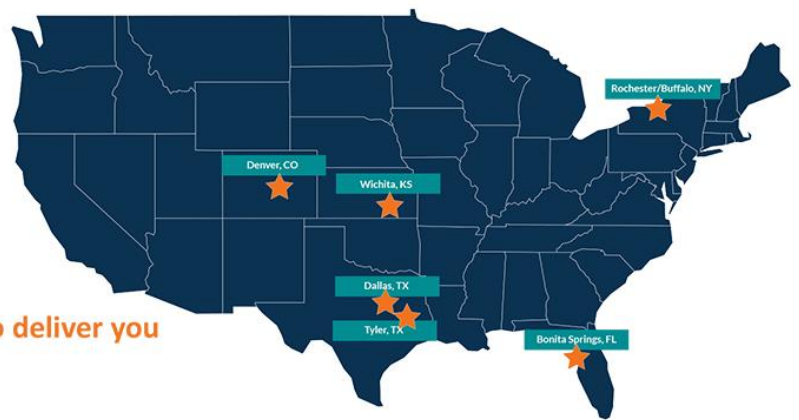 Rochester/Buffalo, NY
Denver, CO
Wichita, KS
Dallas, TX
deliver you
Tyler, TX
Bonita Springs, FL